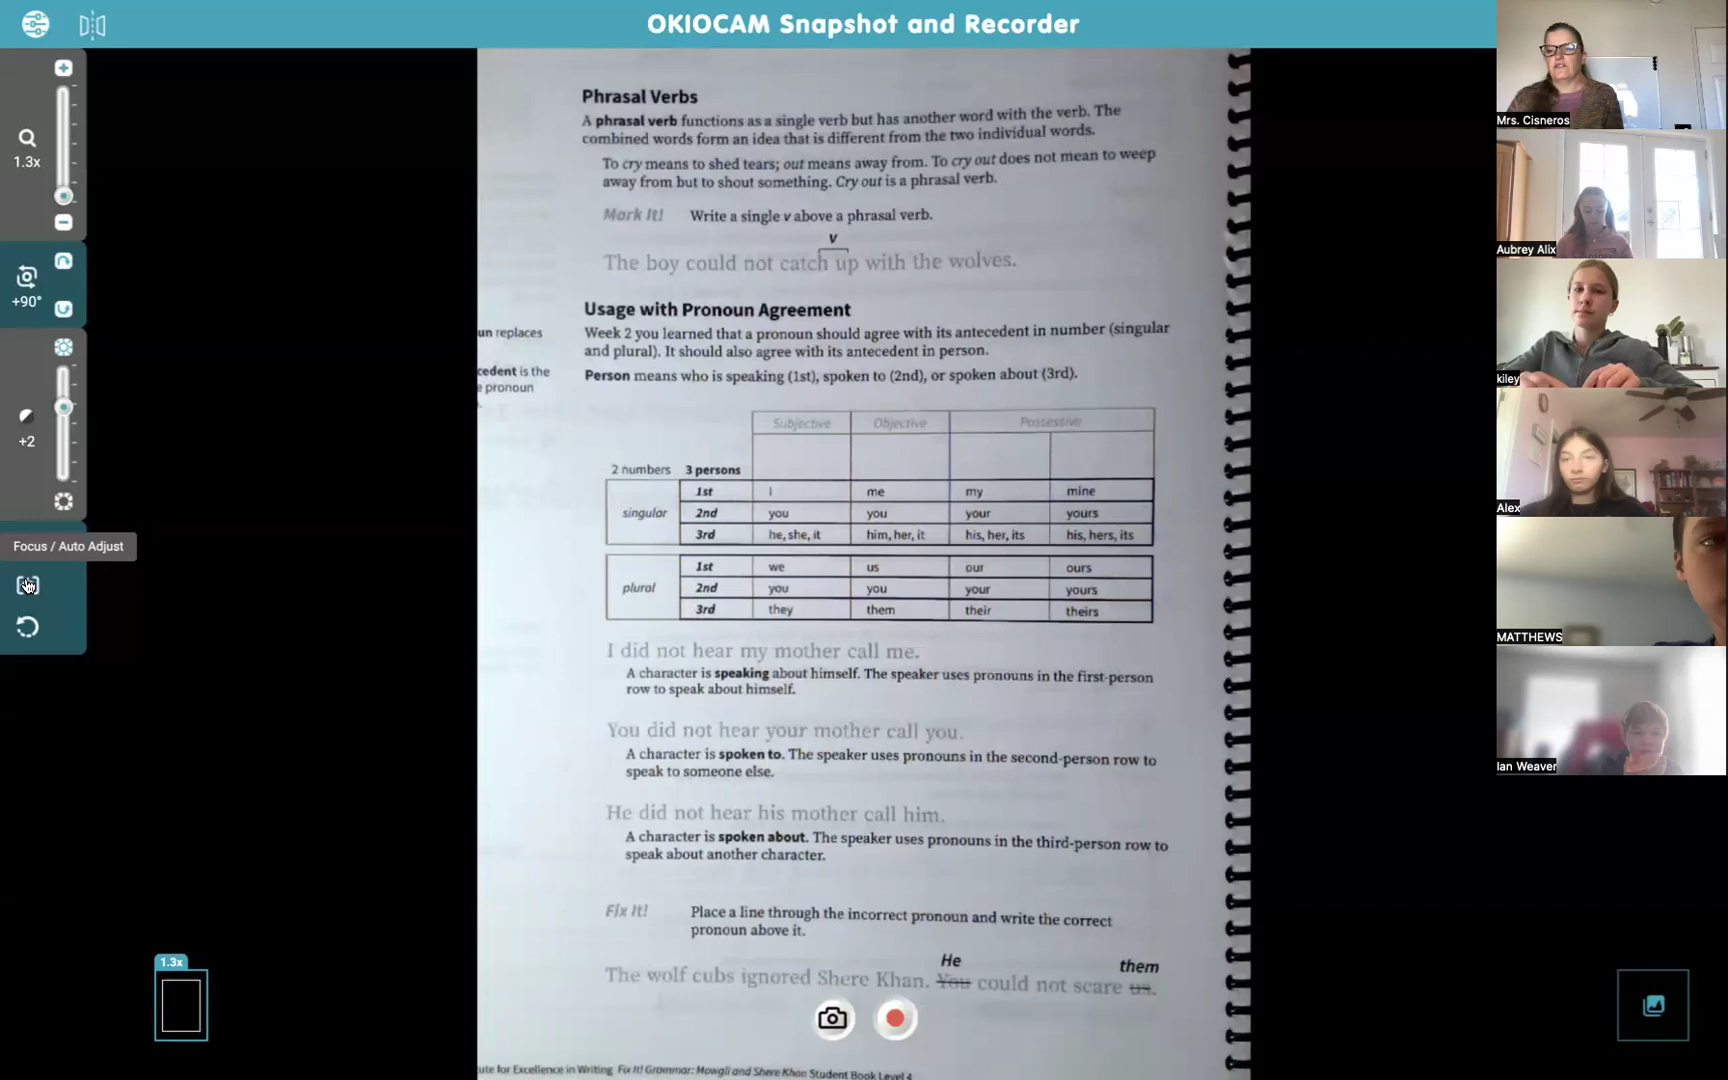 OKIOCAM Snapshot and Recorder
1.3x
+90°
+2
Focus / Auto Adjust
1.3x
Phrasal Verbs
A phrasal verb functions as a single verb but has another word with the verb. The
combined words form an idea that is different from the two individual words.
To cry means to shed tears; out means away from. To cry out does not mean to weep
away from but to shout something. Cry out is a phrasal verb.
Mark It! Write a single v above a phrasal verb.
v
The boy could not catch up with the wolves.
Usage with Pronoun Agreement
Week 2 you learned that a pronoun should agree with its antecedent in number (singular
and plural). It should also agree with its antecedent in person.
Person means who is speaking (1st), spoken to (2nd), or spoken about (3rd).
un replaces
cedent is the
e pronoun
Subjective Objective Possessive
2 numbers 3 persons
singular
1st I me my mine
2nd you you your yours
3rd he, she, it him, her, it his, her, its his, hers, its
plural
1st we us our ours
2nd you you your yours
3rd they them their theirs
I did not hear my mother call me.
A character is speaking about himself. The speaker uses pronouns in the first-person
row to speak about himself.
You did not hear your mother call you.
A character is spoken to. The speaker uses pronouns in the second-person row to
speak to someone else.
He did not hear his mother call him.
A character is spoken about. The speaker uses pronouns in the third-person row to
speak about another character.
Fix It! Place a line through the incorrect pronoun and write the correct
pronoun above it.
He them
The wolf cubs ignored Shere Khan. You could not scare us.
ute for Excellence in Writing Fix It! Grammar: Mowgli and Shere Khan Student Book Level 4
Mrs. Cisneros
Aubrey Alix
kiley
Alex
MATTHEWS
Ian Weaver